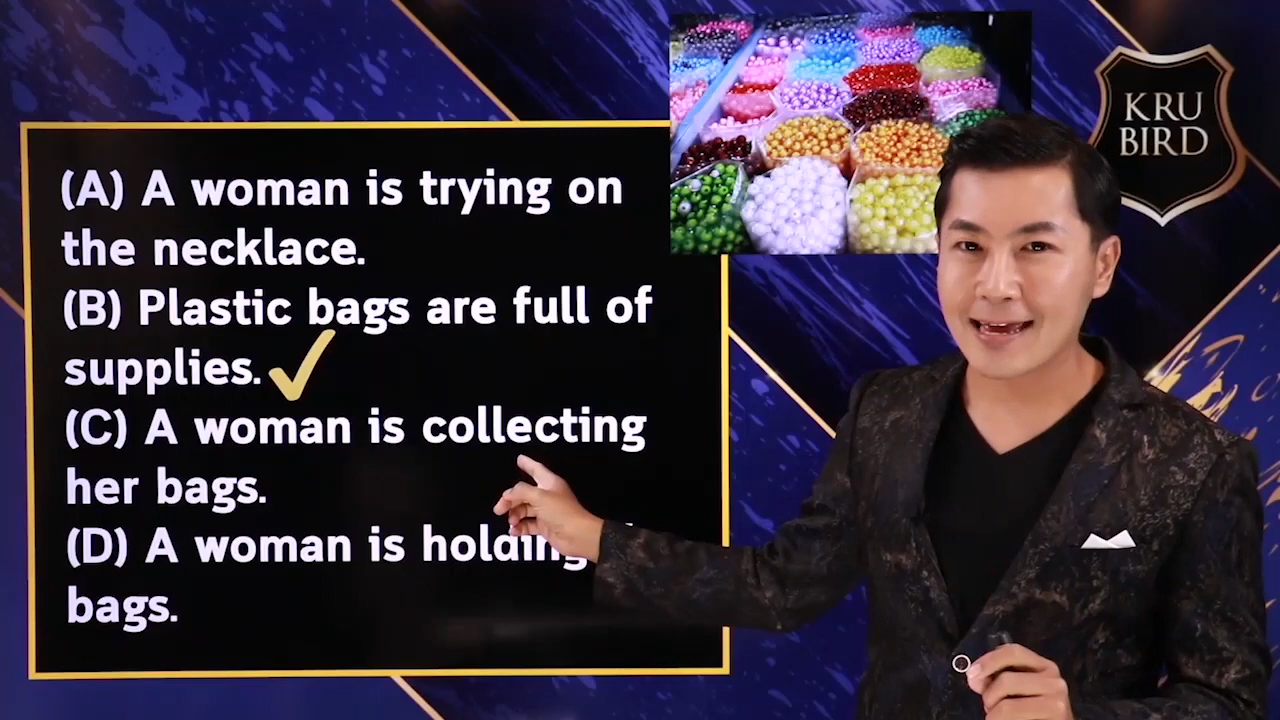 (A) A woman is trying on
the necklace.
(B) Plastic bags are full of
supplies.
(C) A woman is collecting
her bags.
(D) A woman is holding
bags.
KRU
BIRD